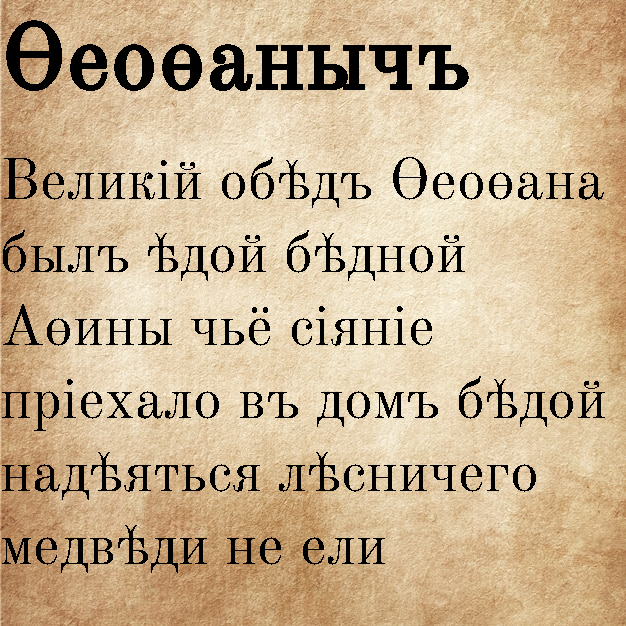 Ѳеоѳанычъ
Великій обѣдъ Ѳеоѳана
былъ ѣдой бѣдной
Аѳины чьё сіяніе
пріехало въ домъ бѣдой
надѣяться лѣсничего
медвѣди не ели